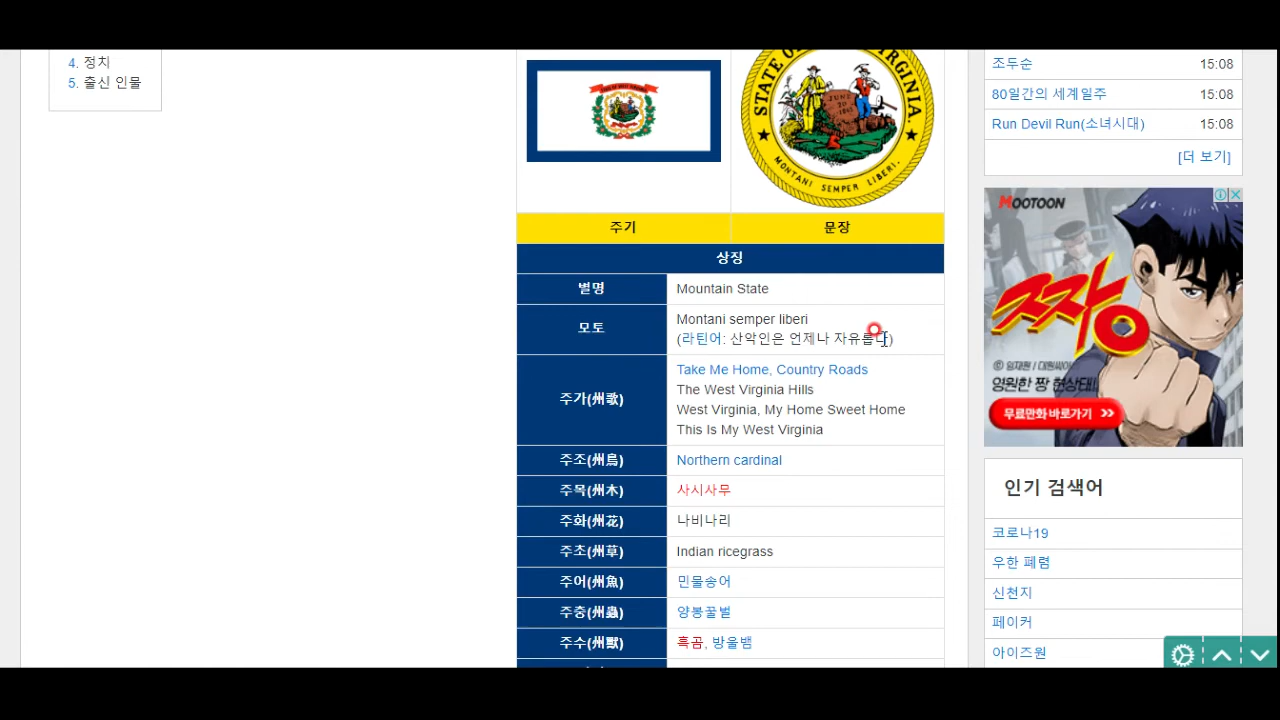 4. 정치
5. 출신 인물
STATE OF WEST VIRGINIA
STATE OF VIRGINIA.
JUNE
20
1863
MONTANI SEMPER LIBERI.
주기
문장
상징
별명
Mountain State
모토
Montani semper liberi
(라틴어: 산악인은 언제나 자유롭다)
주가(州歌)
Take Me Home, Country Roads
The West Virginia Hills
West Virginia, My Home Sweet Home
This Is My West Virginia
주조(州鳥)
Northern cardinal
주목(州木)
사시사무
주화(州花)
나비나리
주초(州草)
Indian ricegrass
주어(州魚)
민물송어
주충(州蟲)
양봉꿀벌
주수(州獸)
흑곰, 방울뱀
조두순 15:08
80일간의 세계일주 15:08
Run Devil Run(소녀시대) 15:08
[더 보기]
MOOTOON
짱
영원한 짱 현상태!
무료만화 바로가기 >>
인기 검색어
코로나19
우한 폐렴
신천지
페이커
아이즈원